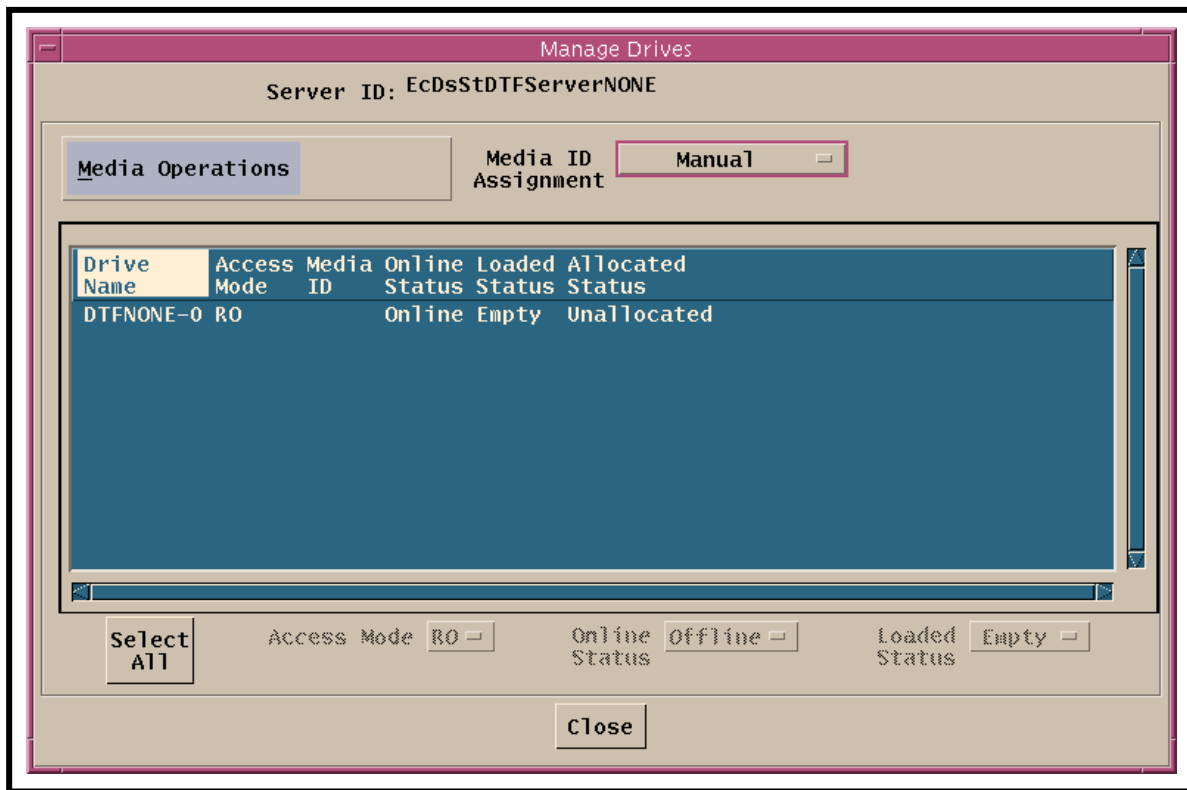 Manage Drives
Server ID: EcDsStDTFServerNONE
Media Operations
Media ID
Assignment
Manual
Drive Access Media Online Loaded Allocated
Name Mode ID Status Status Status
DTFNONE-0 RO Online Empty Unallocated
Select
All
Access Mode RO
Online
Status
Offline
Loaded
Status
Empty
Close